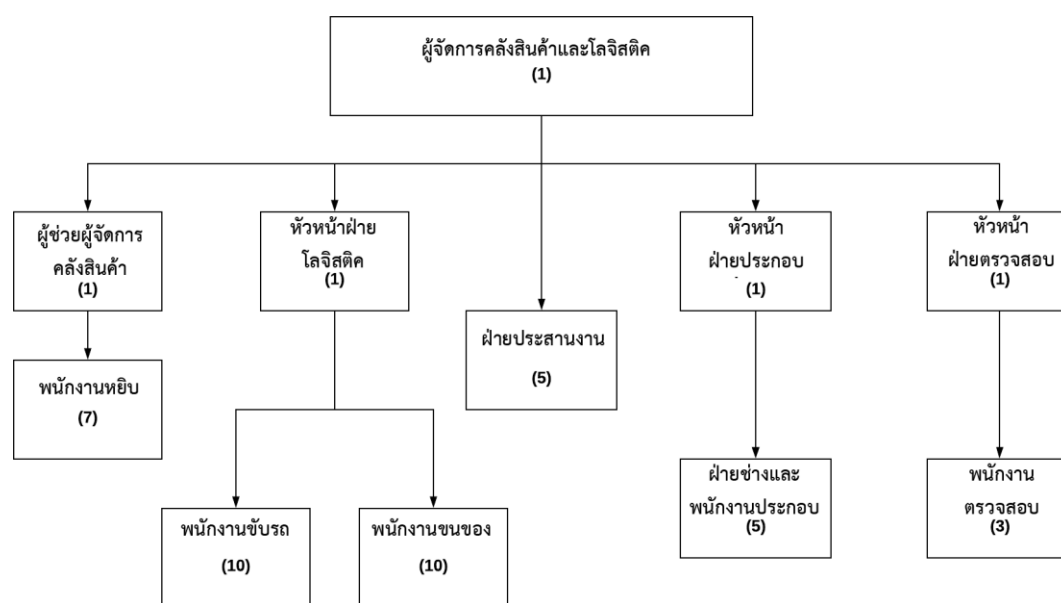 ผู้จัดการคลังสินค้าและโลจิสติค
(1)
ผู้ช่วยผู้จัดการ
คลังสินค้า
(1)
หัวหน้าฝ่าย
โลจิสติค
(1)
ฝ่ายประสานงาน
(5)
หัวหน้า
ฝ่ายประกอบ
(1)
หัวหน้า
ฝ่ายตรวจสอบ
(1)
พนักงานหยิบ
(7)
พนักงานขับรถ
(10)
พนักงานขนของ
(10)
ฝ่ายช่างและ
พนักงานประกอบ
(5)
พนักงาน
ตรวจสอบ
(3)